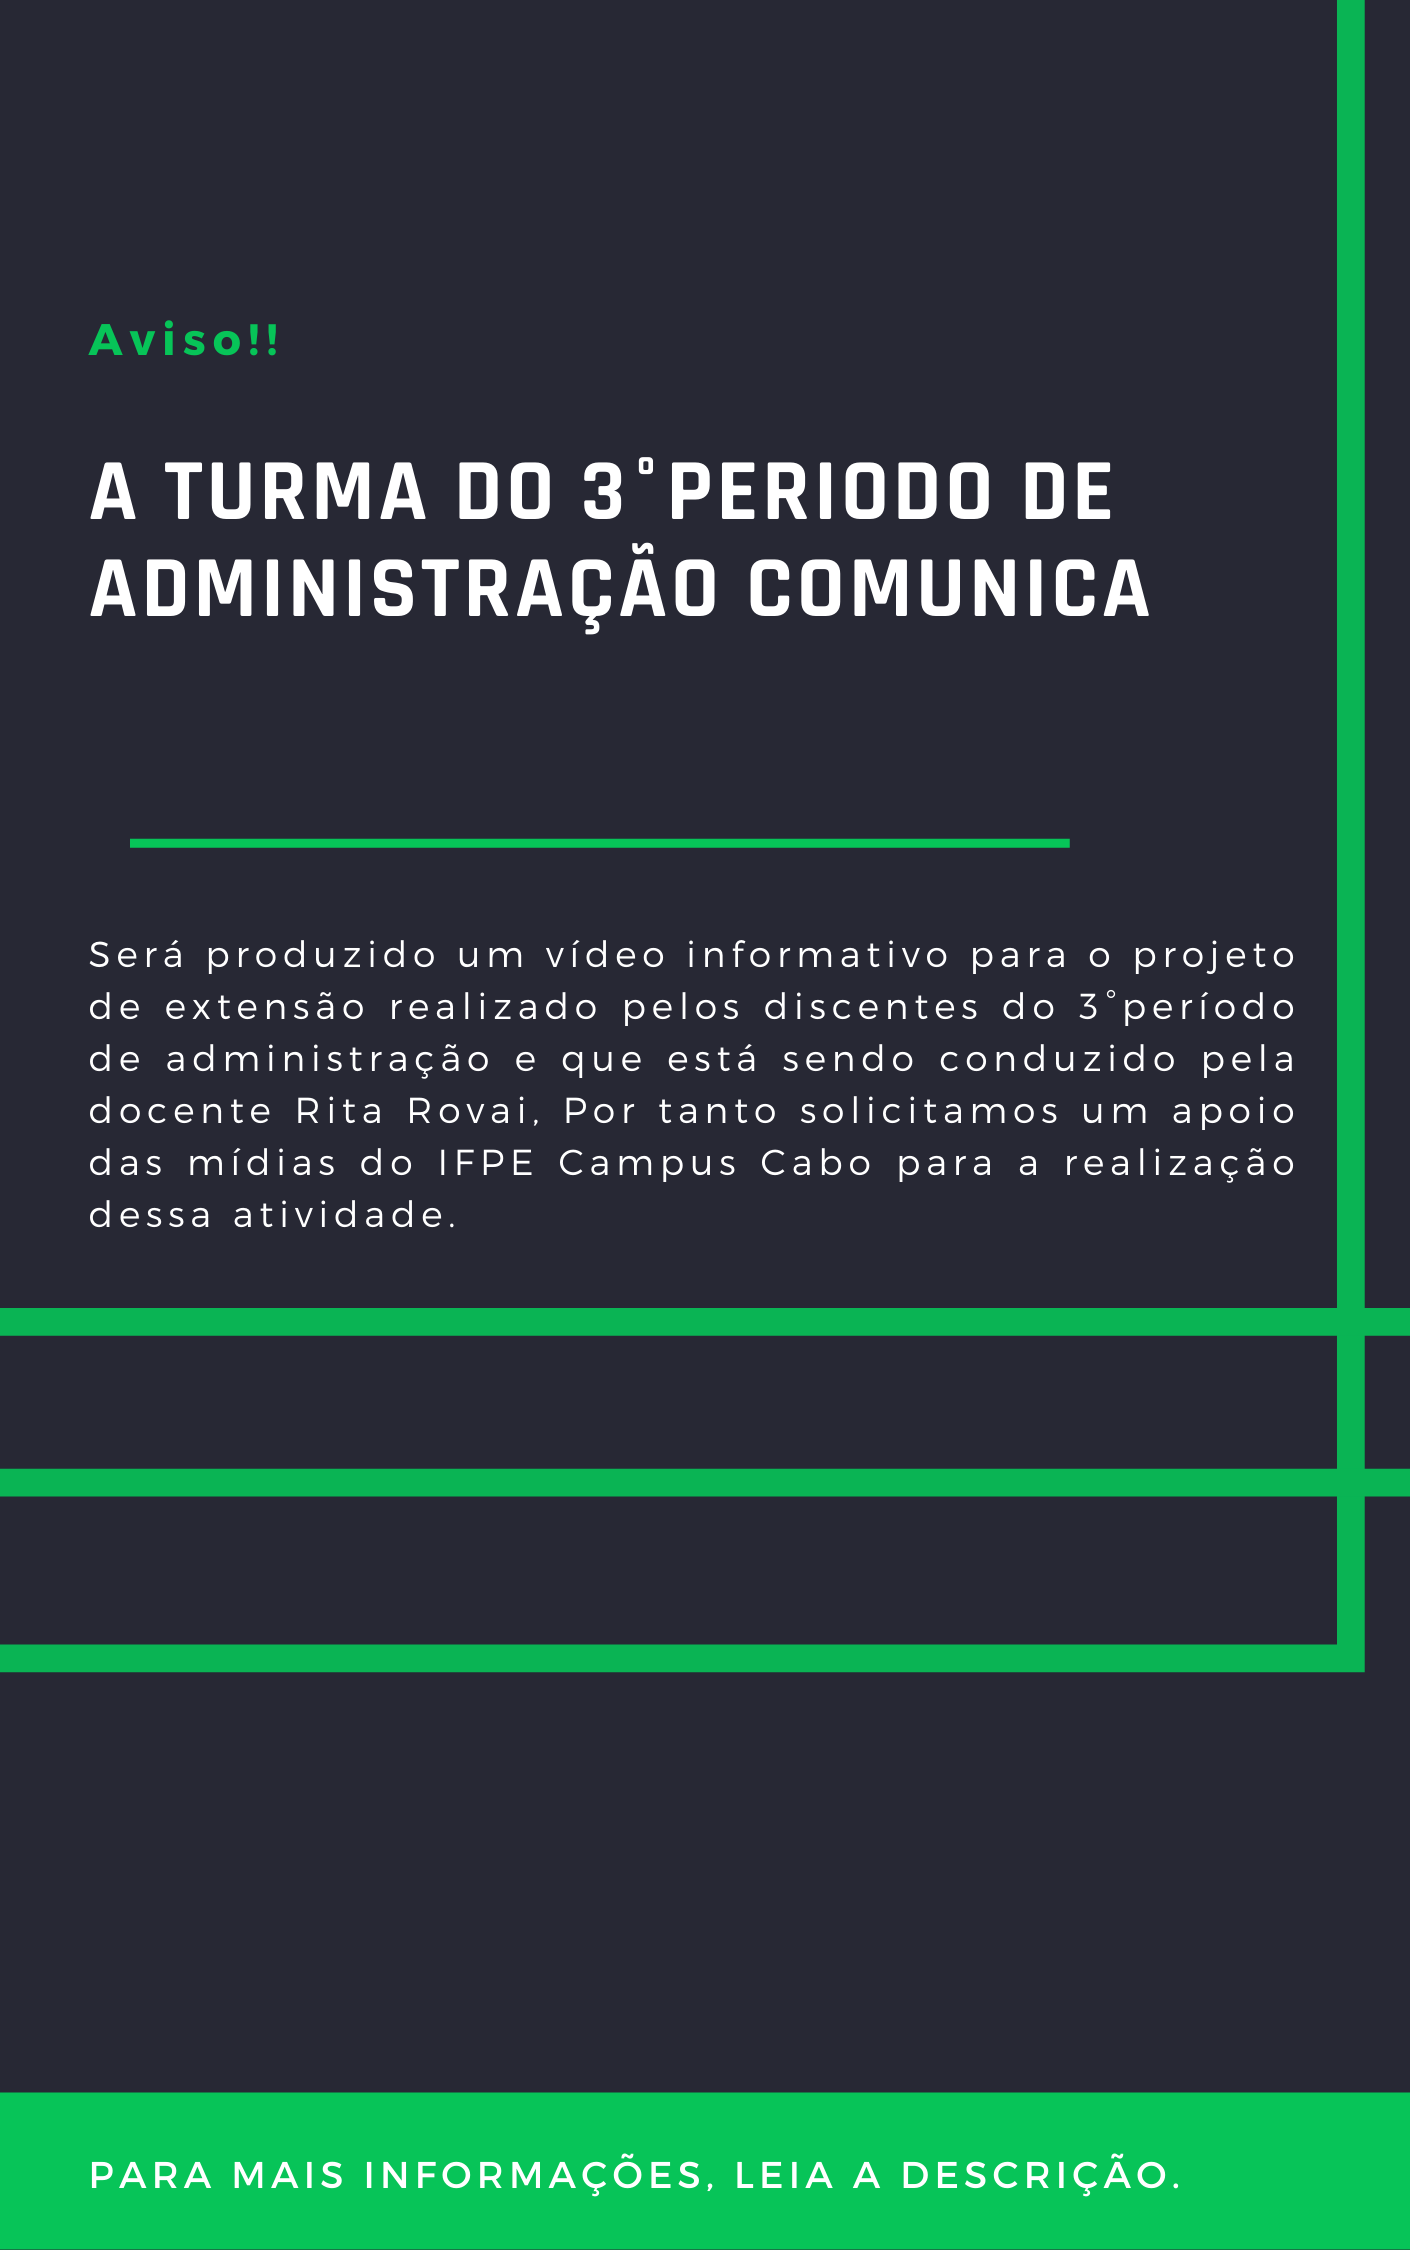 Aviso!!
A TURMA DO 3°PERIODO DE
ADMINISTRAÇÃO COMUNICA
Será produzido um vídeo informativo para o projeto
de extensão realizado pelos discentes do 3°período
de administração e que está sendo conduzido pela
docente Rita Rovai, Por tanto solicitamos um apoio
das mídias do IFPE Campus Cabo para a realização
dessa atividade.
PARA MAIS INFORMAÇÕES, LEIA A DESCRIÇÃO.